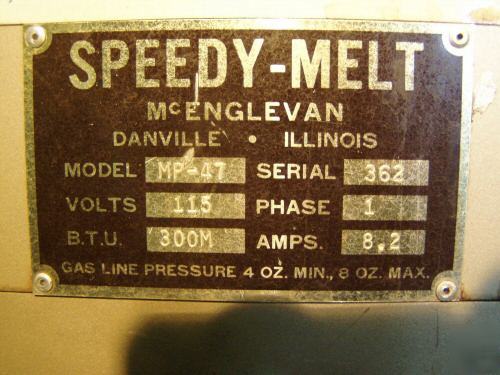 SPEEDY-MELT
McENGLEVAN
DANVILLE • ILLINOIS
MODEL MP-47 SERIAL 362
VOLTS 115 PHASE 1
B.T.U. 300M AMPS. 8.2
GAS LINE PRESSURE 4 OZ. MIN., 8 OZ. MAX.